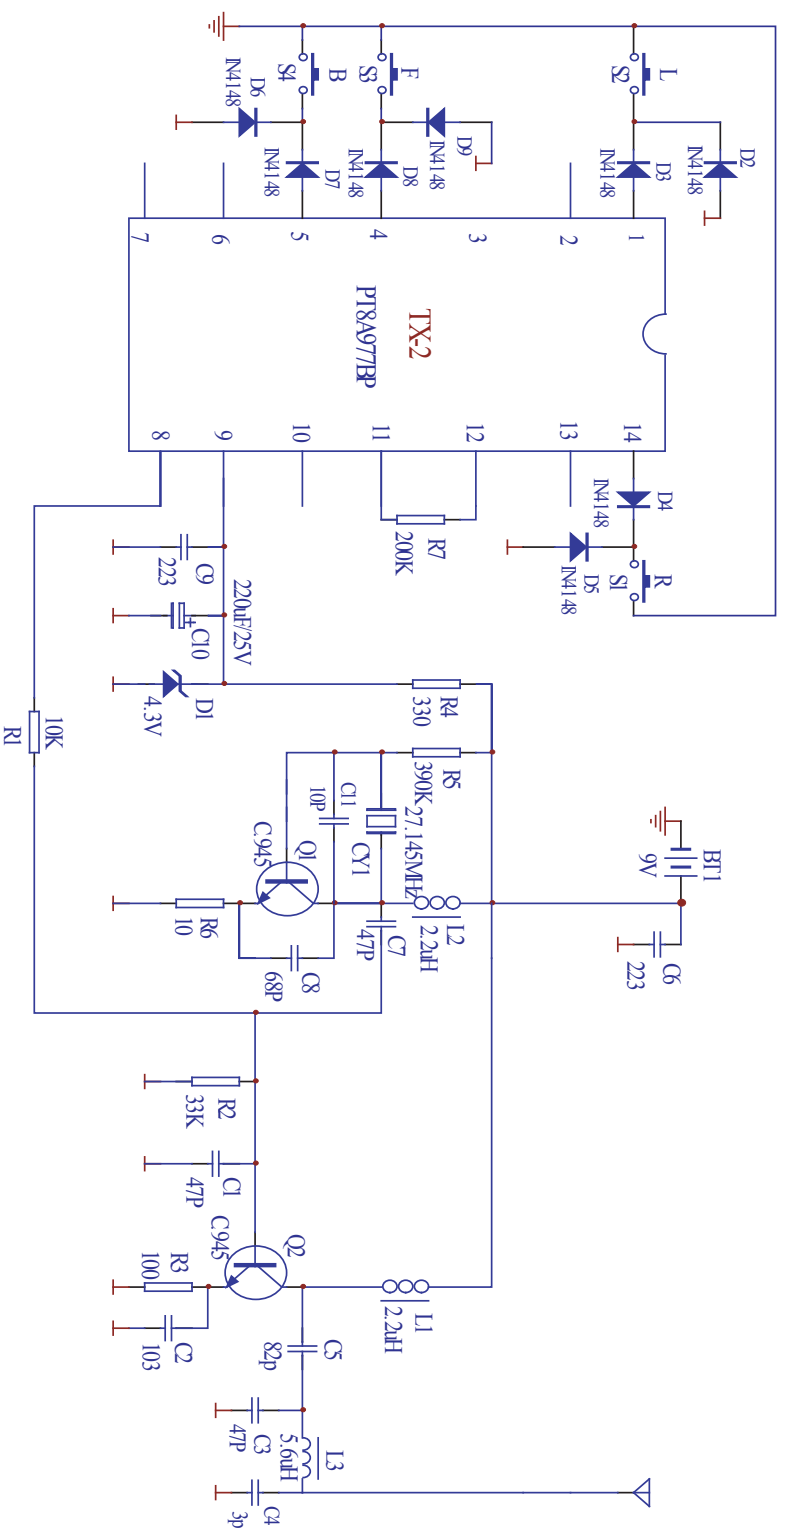 L
S2
D2
IN4148
D3
IN4148
F
S3
D9
IN4148
D8
IN4148
B
S4
D6
IN4148
D7
IN4148
1
2
3
4
5
6
7
TX-2
PT8A977BP
14
13
12
11
10
9
8
D4
IN4148
R
S1
D5
IN4148
R7
200K
C9
223
220uF/25V
+
C10
D1
4.3V
R4
330
R5
390K
10K
R1
C11
10P
27.145MHz
CY1
Q1
C945
R6
10
C8
68P
C7
47P
L2
2.2uH
BT1
9V
C6
223
R2
33K
C1
47P
Q2
C945
R3
100
C2
103
L1
2.2uH
C5
82p
C3
47P
L3
5.6uH
C4
3p